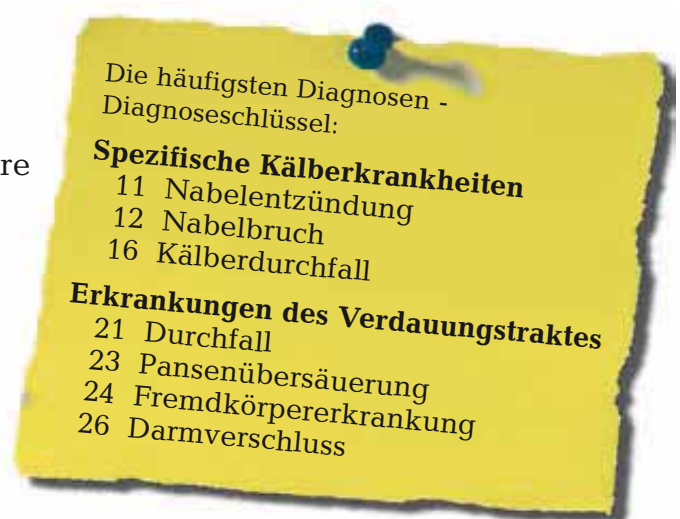 re
Die häufigsten Diagnosen -
Diagnoseschlüssel:
Spezifische Kälberkrankheiten
11 Nabelentzündung
12 Nabelbruch
16 Kälberdurchfall
Erkrankungen des Verdauungstraktes
21 Durchfall
23 Pansenübersäuerung
24 Fremdkörpererkrankung
26 Darmverschluss